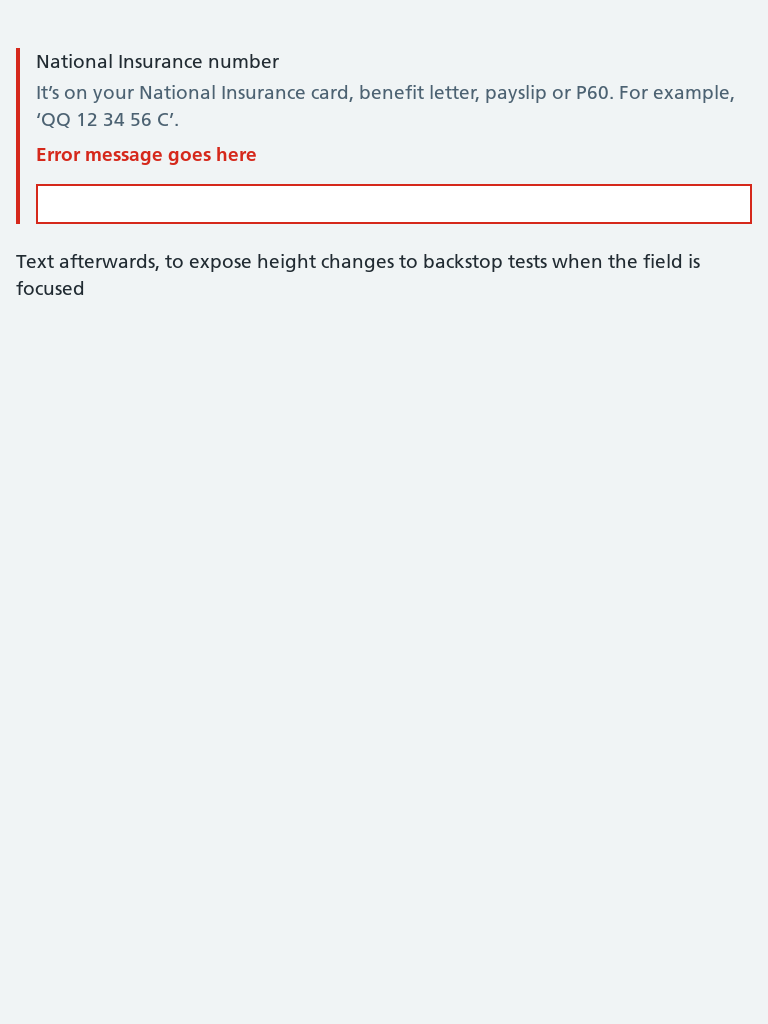 National Insurance number
It’s on your National Insurance card, benefit letter, payslip or P60. For example,
‘QQ 12 34 56 C’.
Error message goes here
Text afterwards, to expose height changes to backstop tests when the field is
focused